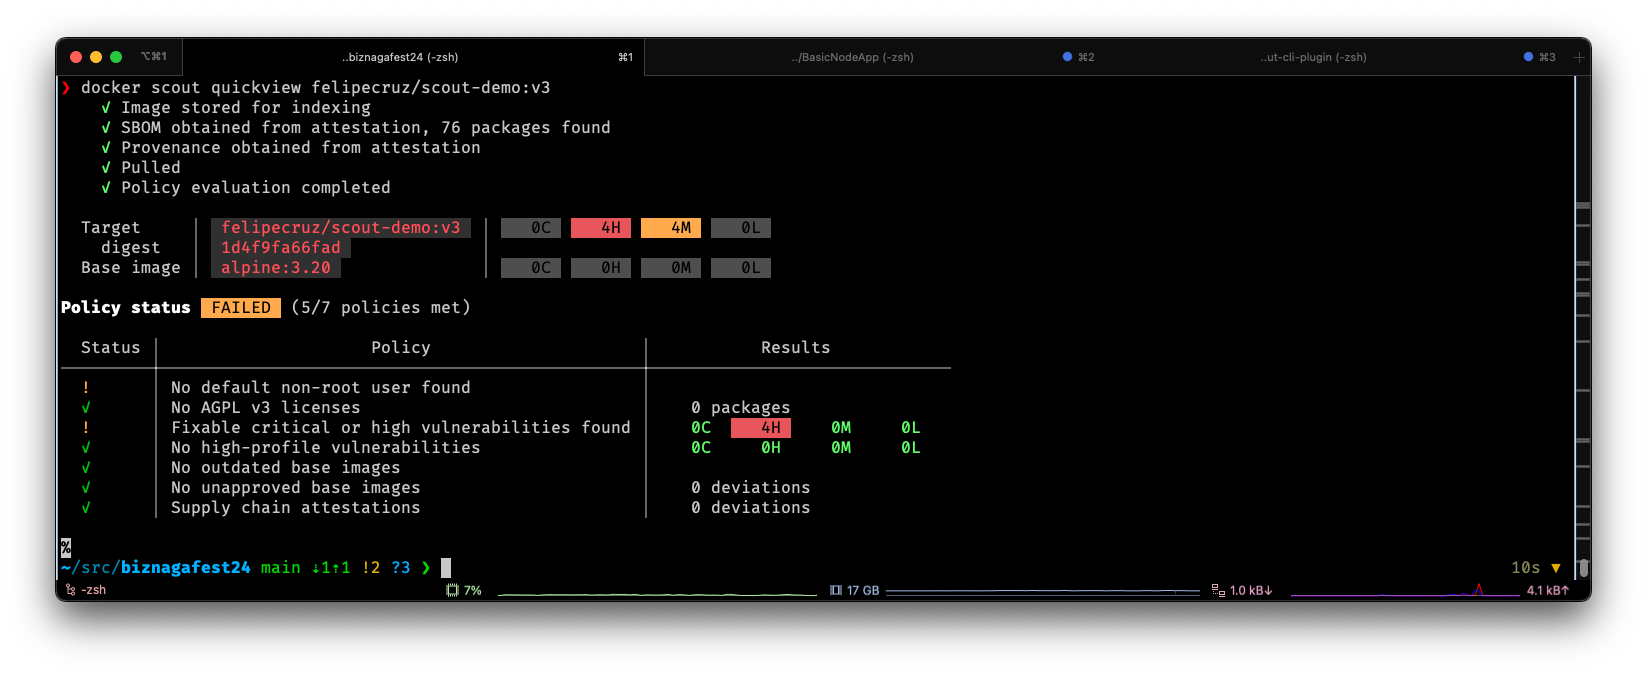 ⌥⌘1 ..biznagafest24 (-zsh) ⌘1 ../BasicNodeApp (-zsh) ⌘2 ..ut-cli-plugin (-zsh) ⌘3 +
❯ docker scout quickview felipecruz/scout-demo:v3
✓ Image stored for indexing
✓ SBOM obtained from attestation, 76 packages found
✓ Provenance obtained from attestation
✓ Pulled
✓ Policy evaluation completed
Target │ felipecruz/scout-demo:v3 │ 0C 4H 4M 0L
digest │ 1d4f9fa66fad │
Base image │ alpine:3.20 │ 0C 0H 0M 0L
Policy status FAILED (5/7 policies met)
Status │ Policy │ Results
! │ No default non-root user found │
✓ │ No AGPL v3 licenses │ 0 packages
! │ Fixable critical or high vulnerabilities found │ 0C 4H 0M 0L
✓ │ No high-profile vulnerabilities │ 0C 0H 0M 0L
✓ │ No outdated base images │
✓ │ No unapproved base images │ 0 deviations
✓ │ Supply chain attestations │ 0 deviations
%
~/src/biznagafest24 main ⇣1⇡1 !2 ?3 ❯ 10s ▼
-zsh 7% 17 GB 1.0 kB↓ 4.1 kB↑